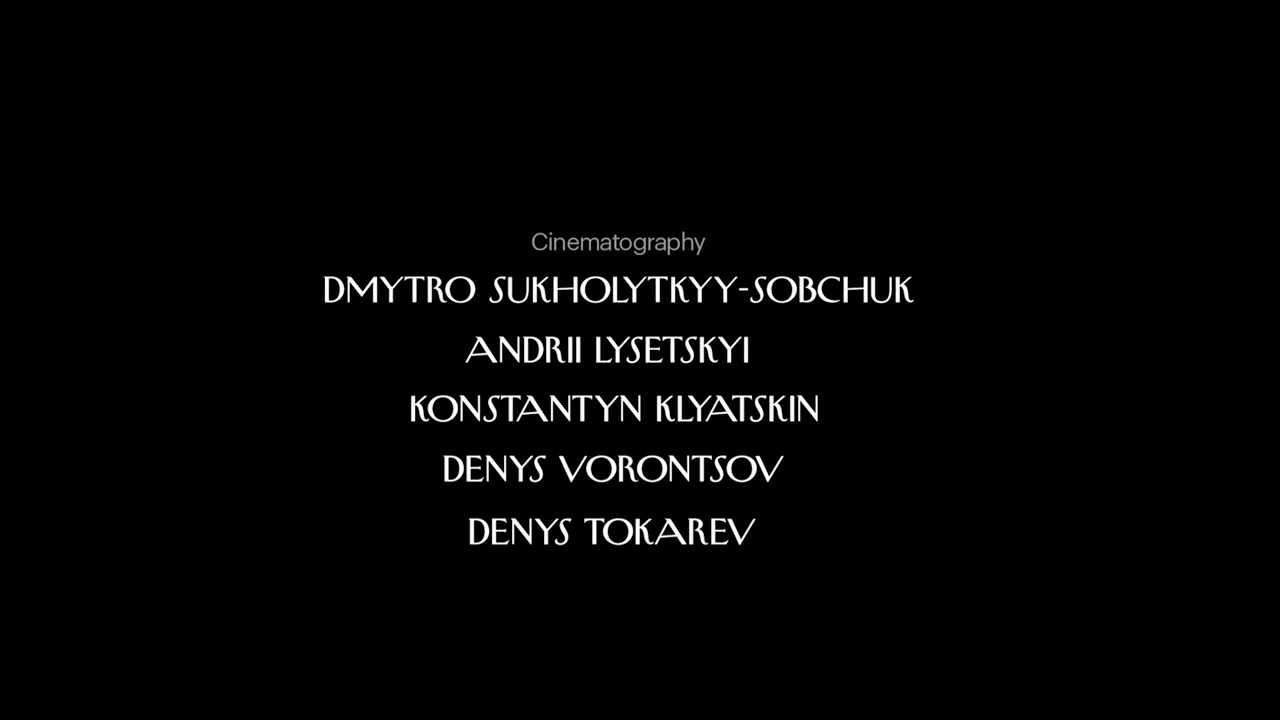 Cinematography
DMYTRO SUKHOLYTKYY-SOBCHUK
ANDRII LYSETSKYI
KONSTANTYN KLYATSKIN
DENYS VORONTSOV
DENYS TOKAREV